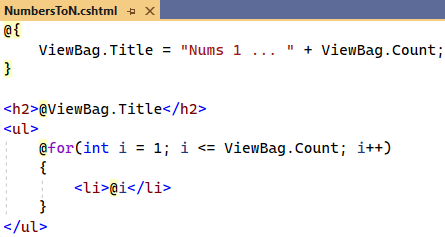 NumbersToN.cshtml
@{
    ViewBag.Title = "Nums 1 ... " + ViewBag.Count;
}

<h2>@ViewBag.Title</h2>
<ul>
    @for(int i = 1; i <= ViewBag.Count; i++)
    {
        <li>@i</li>
    }
</ul>